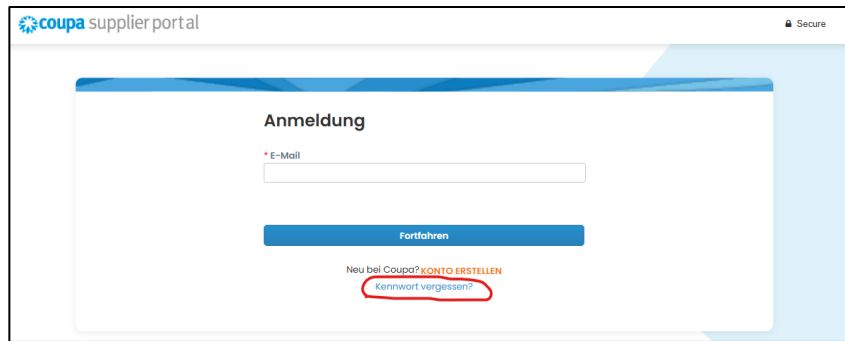 coupa supplier portal
Secure
Anmeldung
* E-Mail
Fortfahren
Neu bei Coupa? KONTO ERSTELLEN
Kennwort vergessen?